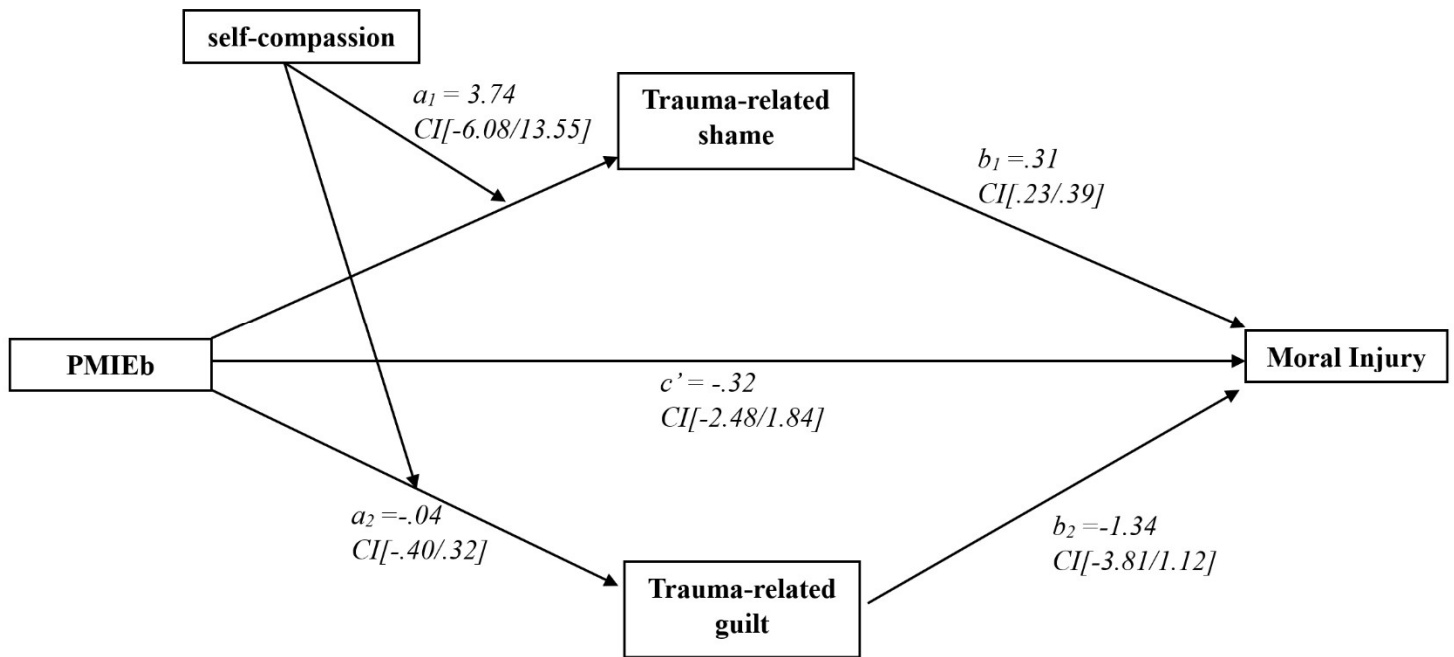 self-compassion
a₁ = 3.74
CI[-6.08/13.55]
Trauma-related
shame
b₁ =.31
CI[.23/.39]
PMIEb
c’ = -.32
CI[-2.48/1.84]
Moral Injury
a₂ =-.04
CI[-.40/.32]
Trauma-related
guilt
b₂ =-1.34
CI[-3.81/1.12]